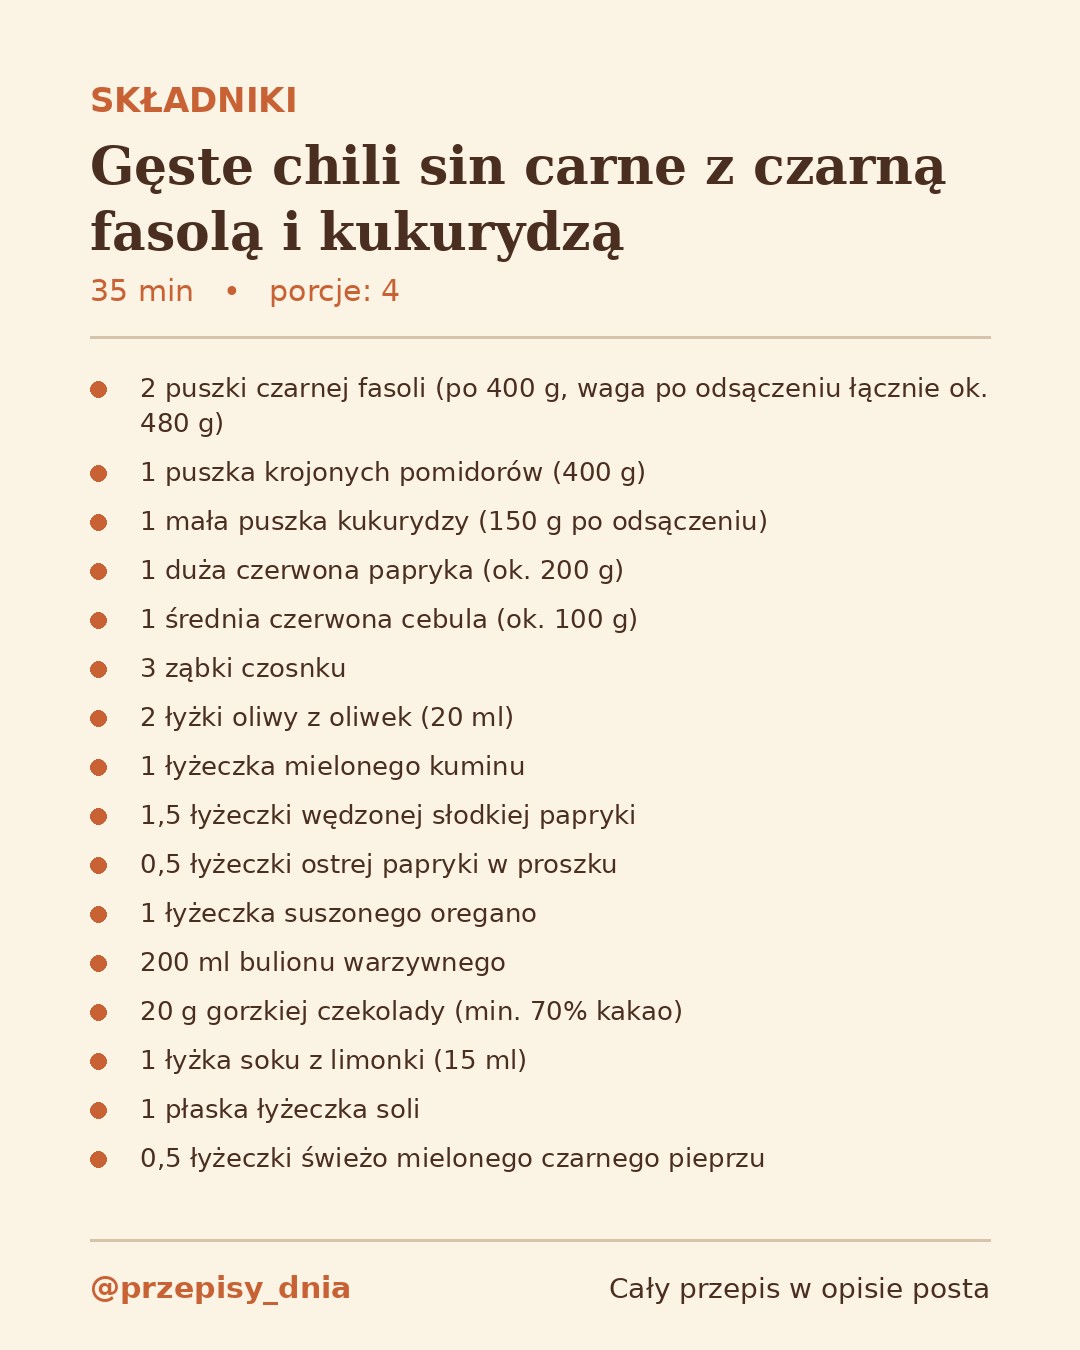 SKŁADNIKI
Gęste chili sin carne z czarną
fasolą i kukurydzą
35 min • porcje: 4
2 puszki czarnej fasoli (po 400 g, waga po odsączeniu łącznie ok.
480 g)
1 puszka krojonych pomidorów (400 g)
1 mała puszka kukurydzy (150 g po odsączeniu)
1 duża czerwona papryka (ok. 200 g)
1 średnia czerwona cebula (ok. 100 g)
3 ząbki czosnku
2 łyżki oliwy z oliwek (20 ml)
1 łyżeczka mielonego kuminu
1,5 łyżeczki wędzonej słodkiej papryki
0,5 łyżeczki ostrej papryki w proszku
1 łyżeczka suszonego oregano
200 ml bulionu warzywnego
20 g gorzkiej czekolady (min. 70% kakao)
1 łyżka soku z limonki (15 ml)
1 płaska łyżeczka soli
0,5 łyżeczki świeżo mielonego czarnego pieprzu
@przepisy_dnia
Cały przepis w opisie posta